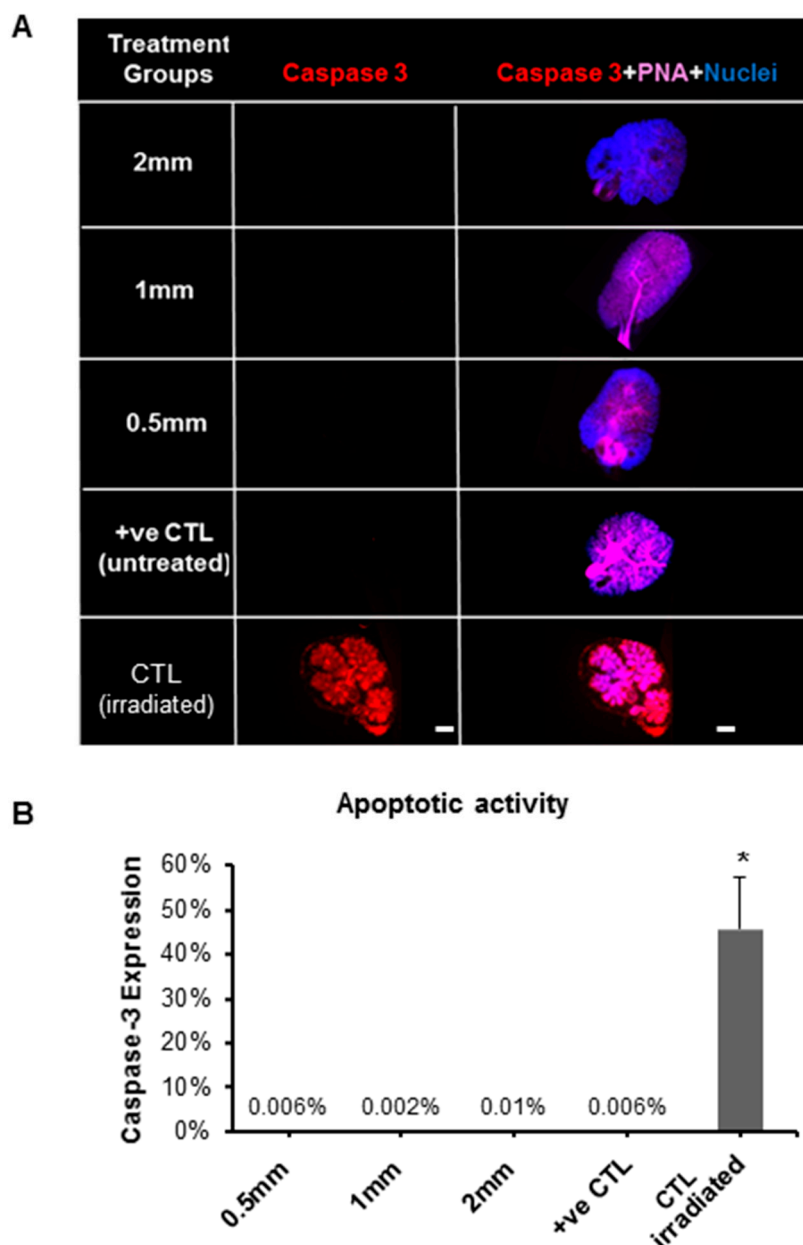 A
Treatment
Groups
Caspase 3
Caspase 3+PNA+Nuclei
2mm
1mm
0.5mm
+ve CTL
(untreated)
CTL
(irradiated)
B
Apoptotic activity
Caspase-3 Expression
60%
50%
40%
30%
20%
10%
0%
0.006%
0.002%
0.01%
0.006%
*
0.5mm
1mm
2mm
+ve CTL
CTL
irradiated